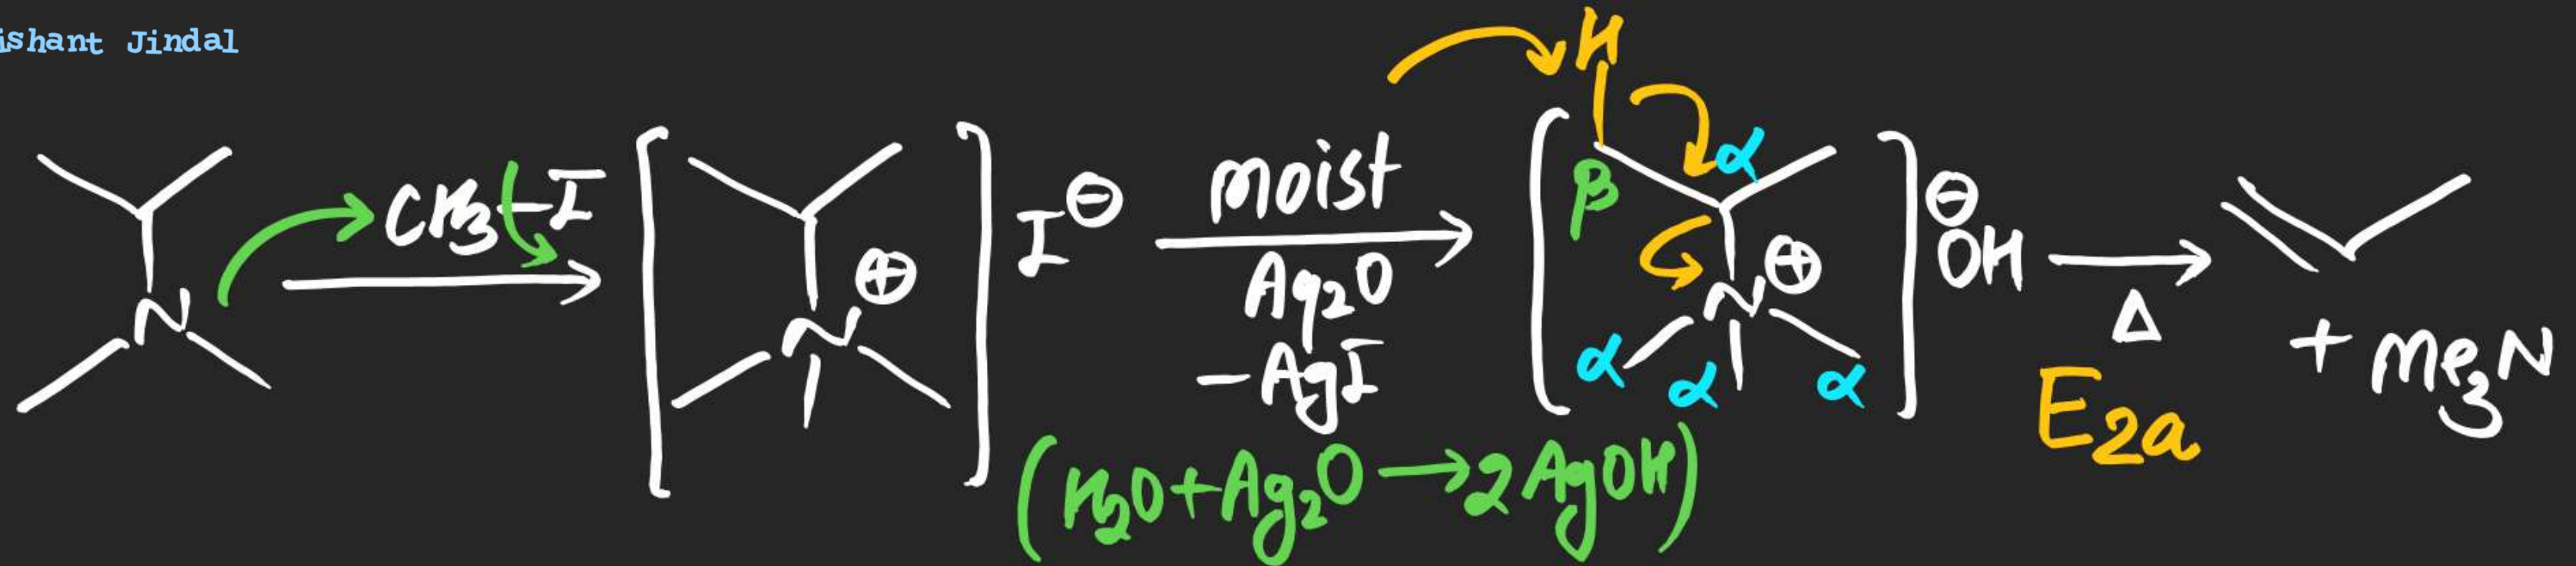 ishant Jindal
N
CH₃-I
N ⊕
I⊖
moist
Ag₂O
-AgI
(H₂O + Ag₂O → 2AgOH)
H
β
α
N ⊕
α α α
⊖OH
Δ
E2a
+ Me₃N